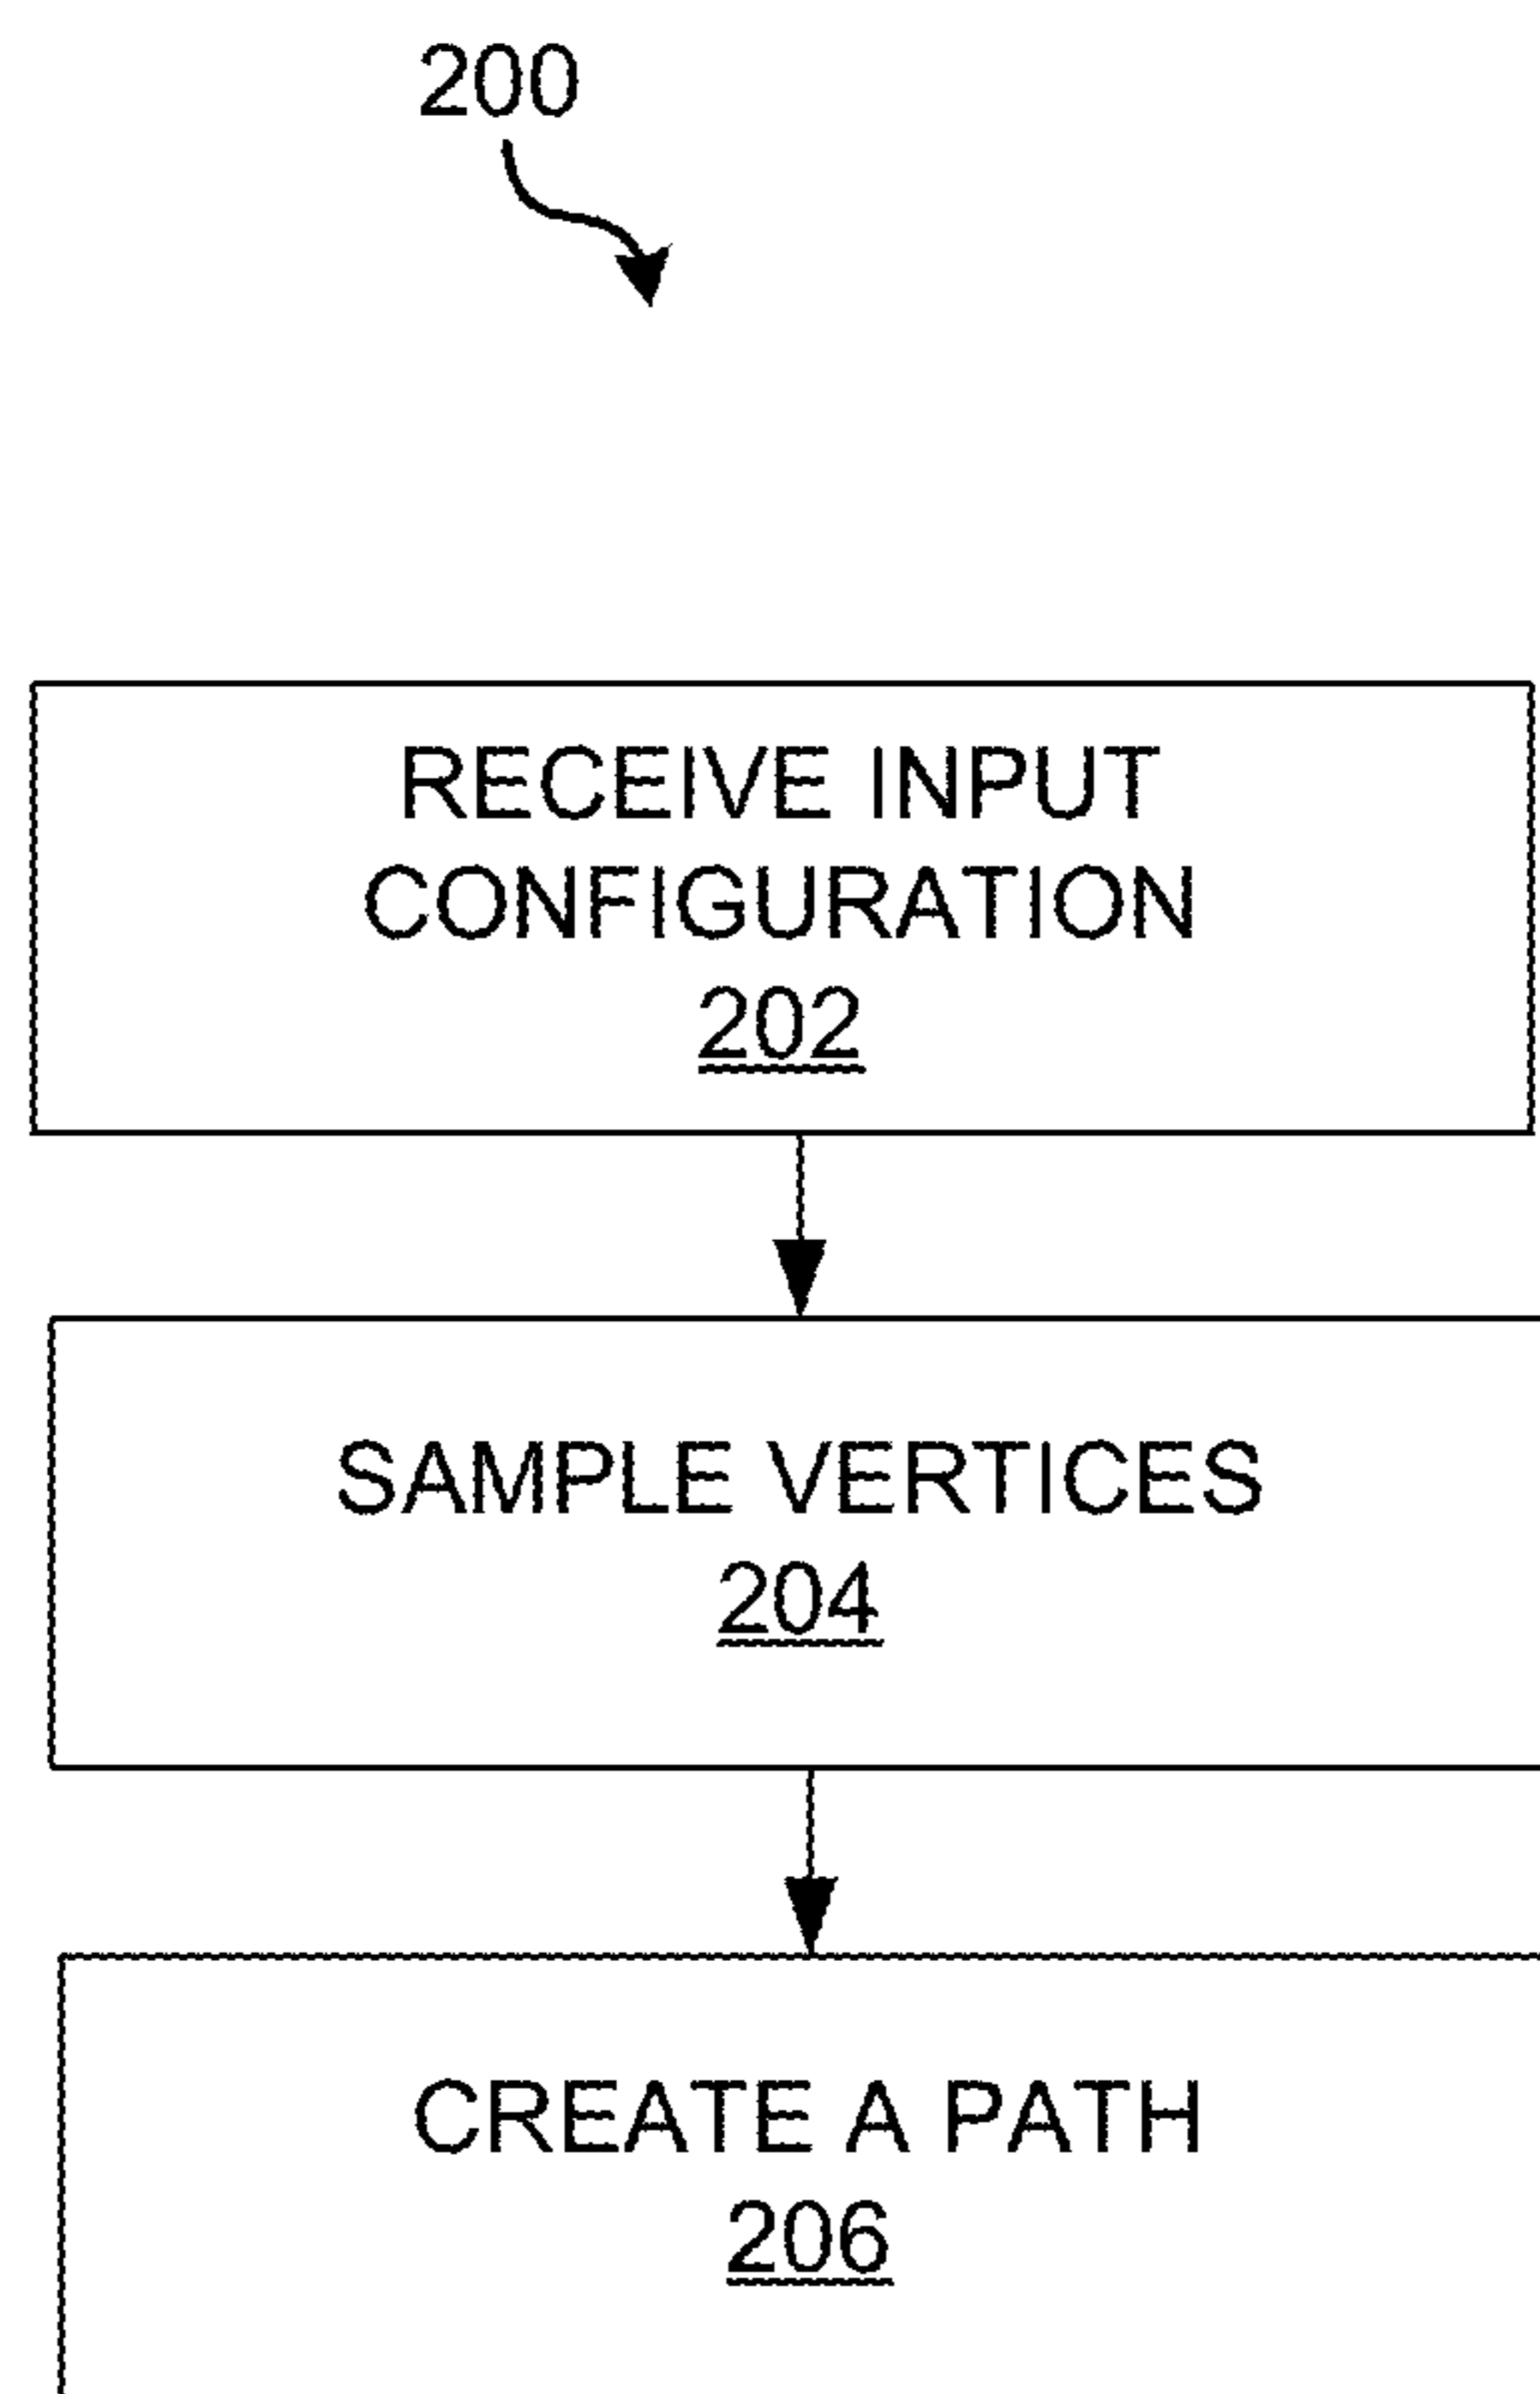 200
RECEIVE INPUT
CONFIGURATION
202
SAMPLE VERTICES
204
CREATE A PATH
206